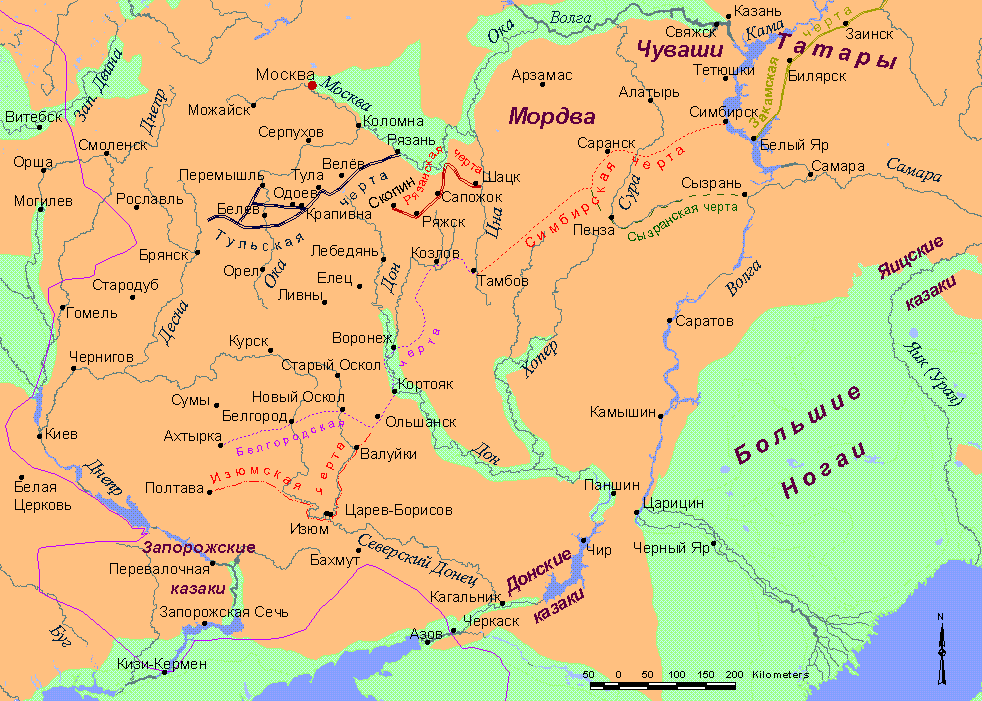 Казань
Волга
Ока
Свяжск
Кама
черта
Заинск
Чуваши
Татары
Зап. Двина
Москва
Тетюшки
Билярск
Закамская
Арзамас
Алатырь
Москва
Днепр
Можайск
Мордва
Симбирск
Витебск
Коломна
Серпухов
Рязань
Белый Яр
Смоленск
Саранск
Орша
Велёв
черта
Самара
Самара
Перемышль
Тула
Рязанская
Шацк
черта
Сура
Сызрань
Могилев
Рославль
Одоев
черта
Скопин
Сапожок
Симбирская
Белев
Крапивна
Ряжск
Цна
Пенза
Сызранская черта
Тульская
Лебедянь
Козлов
Яицские
казаки
Брянск
Орел
Ока
Елец
Дон
Тамбов
Волга
Стародуб
Ливны
Гомель
Десна
Саратов
Курск
Воронеж
черта
Хопер
Яик (Урал)
Чернигов
Старый Оскол
Кортояк
Сумы
Новый Оскол
Белгород
Ольшанск
Камышин
Большие
Ногаи
Киев
Ахтырка
Белгородская
Валуйки
Дон
Днепр
Изюмская
черта
Белая
Церковь
Полтава
Паншин
Царев-Борисов
Царицин
Изюм
Запорожские
казаки
Северский Донец
Чир
Черный Яр
Перевалочная
Бахмут
Донские
казаки
Кагальник
Запорожская Сечь
Черкаск
Буг
Азов
Кизи-Кермен
N
50 0 50 100 150 200 Kilometers